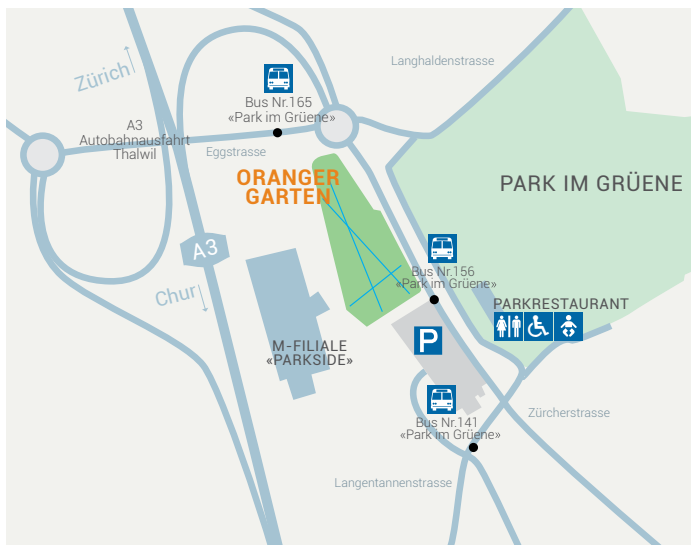 Zürich
Langhaldenstrasse
Bus Nr.165
«Park im Grüene»
A3
Autobahnausfahrt
Thalwil
Eggstrasse
ORANGER
GARTEN
PARK IM GRÜENE
A3
Chur
Bus Nr.156
«Park im Grüene»
PARKRESTAURANT
P
M-FILIALE
«PARKSIDE»
Bus Nr.141
«Park im Grüene»
Zürcherstrasse
Langentannenstrasse